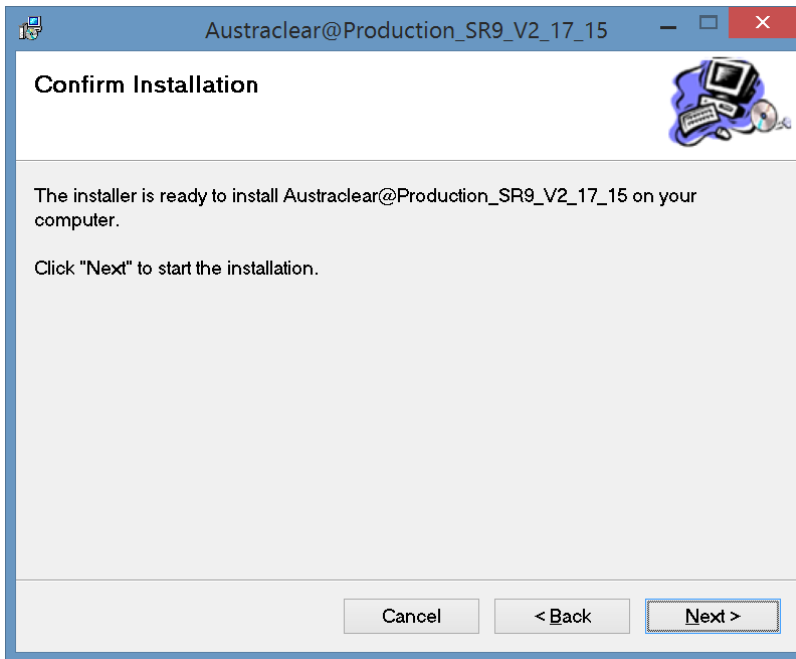 Austraclear@Production_SR9_V2_17_15
Confirm Installation
The installer is ready to install Austraclear@Production_SR9_V2_17_15 on your
computer.
Click "Next" to start the installation.
Cancel
< Back
Next >